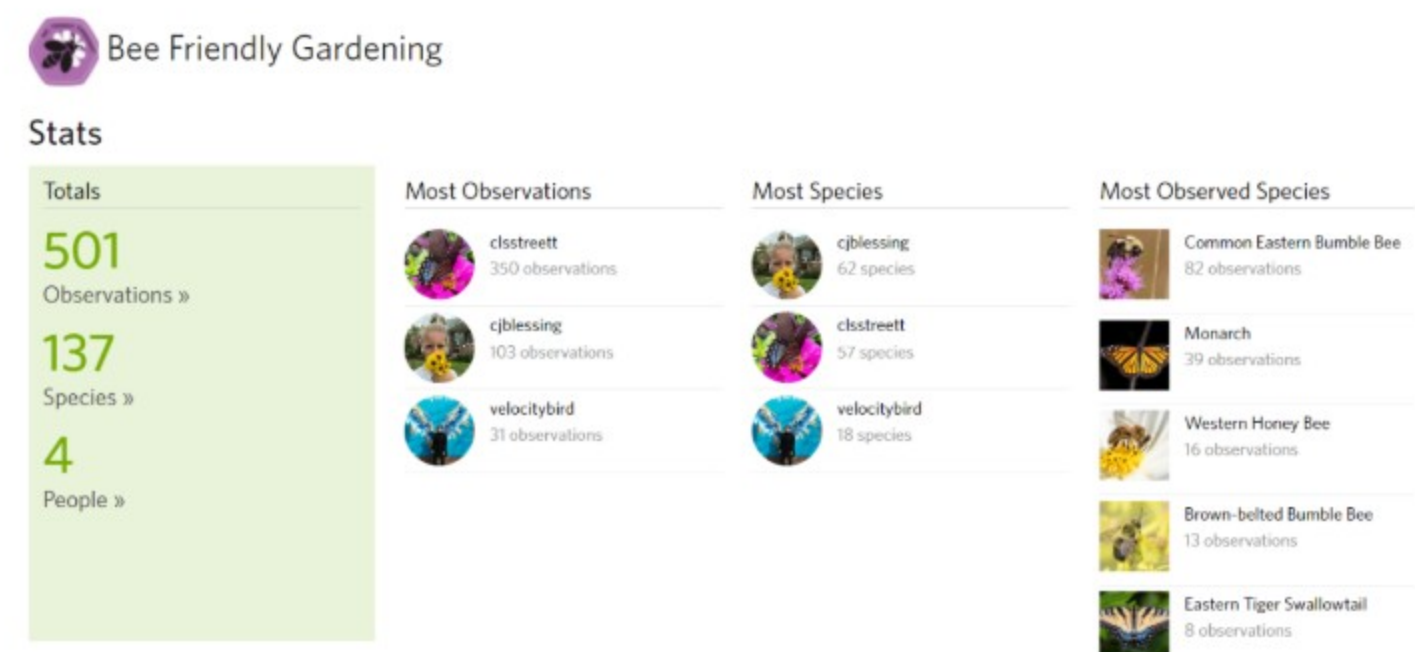 Bee Friendly Gardening
Stats
Totals
501
Observations »
137
Species »
4
People »
Most Observations
clsstreett
350 observations
cjblessing
103 observations
velocitybird
31 observations
Most Species
cjblessing
62 species
clsstreett
57 species
velocitybird
18 species
Most Observed Species
Common Eastern Bumble Bee
82 observations
Monarch
39 observations
Western Honey Bee
16 observations
Brown-belted Bumble Bee
13 observations
Eastern Tiger Swallowtail
8 observations